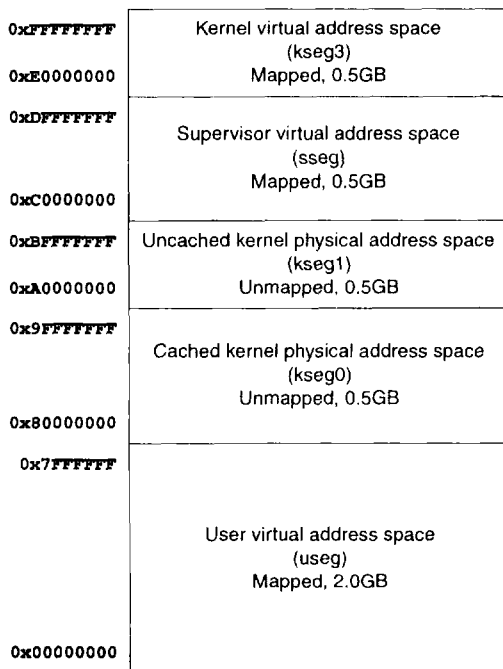 0xFFFFFFFF
Kernel virtual address space
(kseg3)
0xE0000000
Mapped, 0.5GB
0xDFFFFFFF
Supervisor virtual address space
(sseg)
Mapped, 0.5GB
0xC0000000
0xBFFFFFFF
Uncached kernel physical address space
(kseg1)
0xA0000000
Unmapped, 0.5GB
0x9FFFFFFF
Cached kernel physical address space
(kseg0)
Unmapped, 0.5GB
0x80000000
0x7FFFFFF
User virtual address space
(useg)
Mapped, 2.0GB
0x00000000